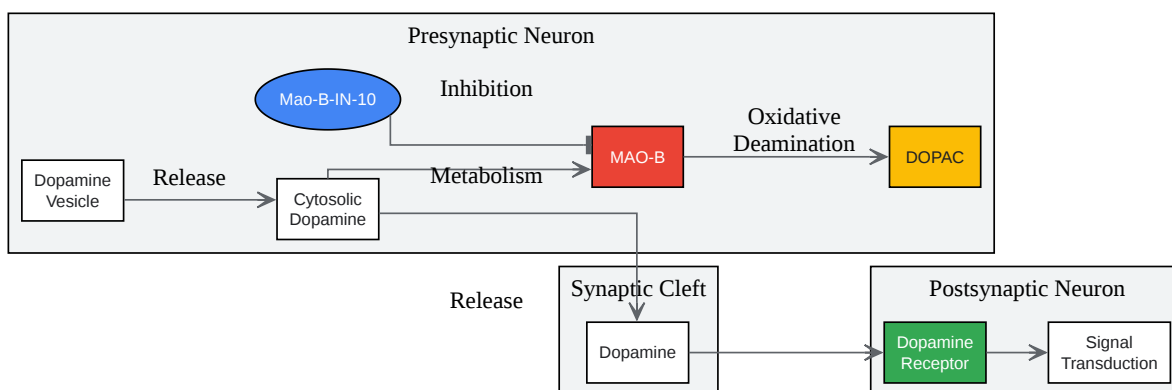 Presynaptic Neuron
Inhibition
Mao-B-IN-10
Oxidative
Deamination
MAO-B
DOPAC
Metabolism
Release
Dopamine
Vesicle
Cytosolic
Dopamine
Release
Synaptic Cleft
Postsynaptic Neuron
Dopamine
Dopamine
Receptor
Signal
Transduction